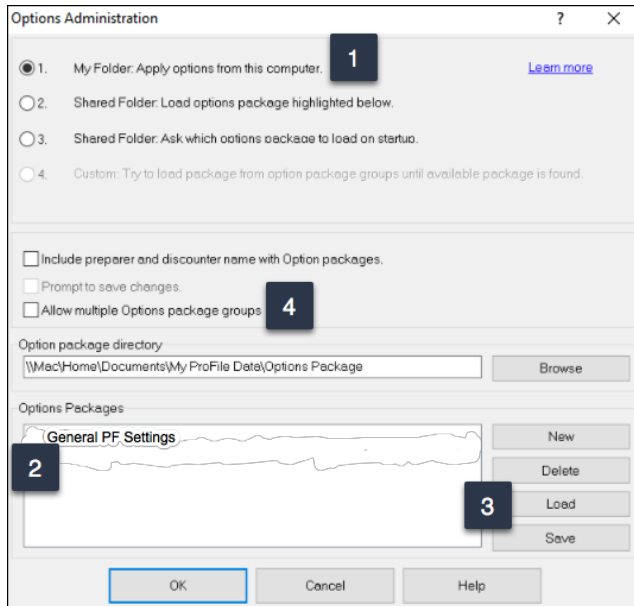 Options Administration ? X
1. My Folder: Apply options from this computer. 1 Learn more
2. Shared Folder: Load options package highlighted below.
3. Shared Folder: Ask which options package to load on startup.
4. Custom: Try to load package from option package groups until available package is found.
Include preparer and discounter name with Option packages.
Prompt to save changes.
Allow multiple Options package groups 4
Option package directory
\\Mac\Home\Documents\My ProFile Data\Options Package Browse
Options Packages
General PF Settings New
2 Delete
3 Load
Save
OK Cancel Help